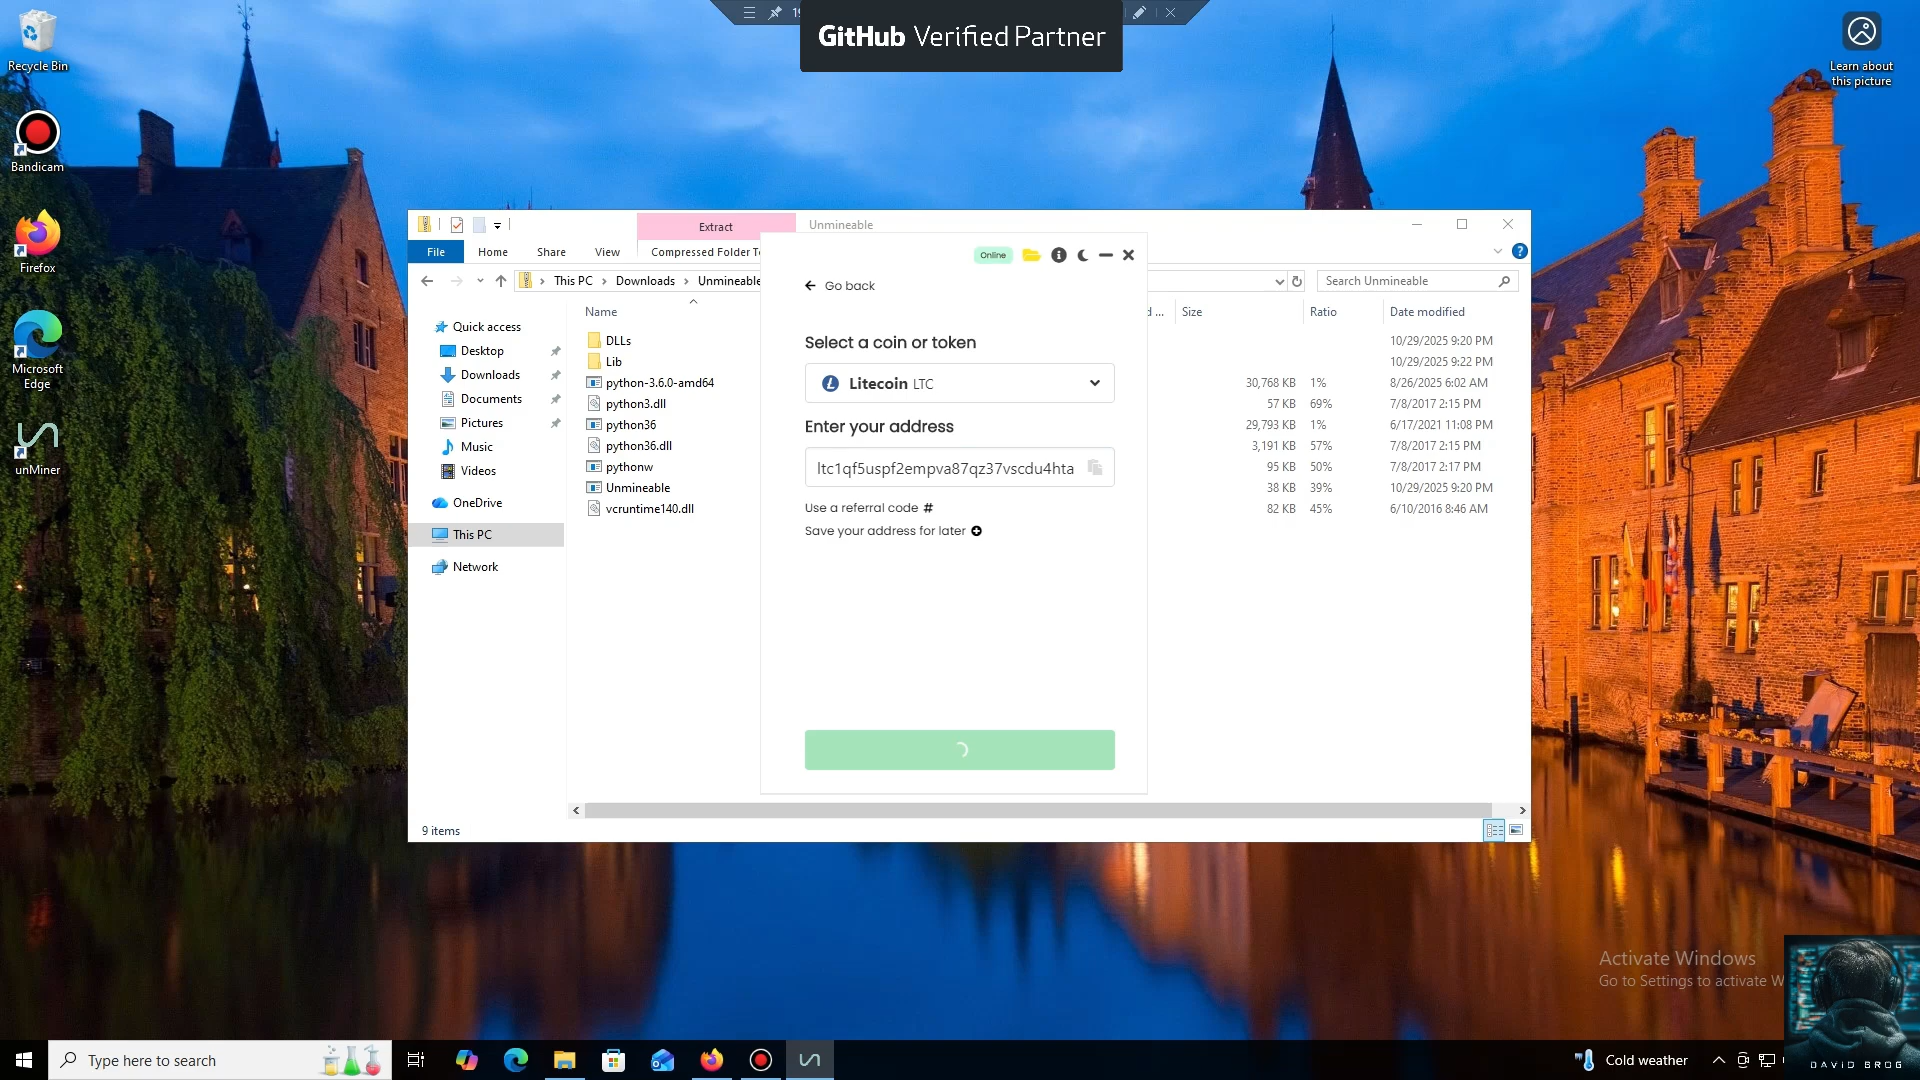 GitHub Verified Partner
Recycle Bin
Bandicam
Firefox
Microsoft
Edge
unMiner
Learn about
this picture
Extract
Unmineable
File
Home
Share
View
Compressed Folder
This PC
Downloads
Unmineable
Search Unmineable
Name
Size
Ratio
Date modified
Quick access
Desktop
Downloads
Documents
Pictures
Music
Videos
OneDrive
This PC
Network
DLLs 10/29/2025 9:20 PM
Lib 10/29/2025 9:22 PM
python-3.6.0-amd64 30,768 KB 1% 8/26/2025 6:02 AM
python3.dll 57 KB 69% 7/8/2017 2:15 PM
python36 29,793 KB 1% 6/17/2021 11:08 PM
python36.dll 3,191 KB 57% 7/8/2017 2:15 PM
pythonw 95 KB 50% 7/8/2017 2:17 PM
Unmineable 38 KB 39% 10/29/2025 9:20 PM
vcruntime140.dll 82 KB 45% 6/10/2016 8:46 AM
9 items
Online
Go back
Select a coin or token
Litecoin LTC
Enter your address
ltc1qf5uspf2empva87qz37vscdu4hta
Use a referral code #
Save your address for later
Activate Windows
Go to Settings to activate W
DAVID BROG
Type here to search
Cold weather